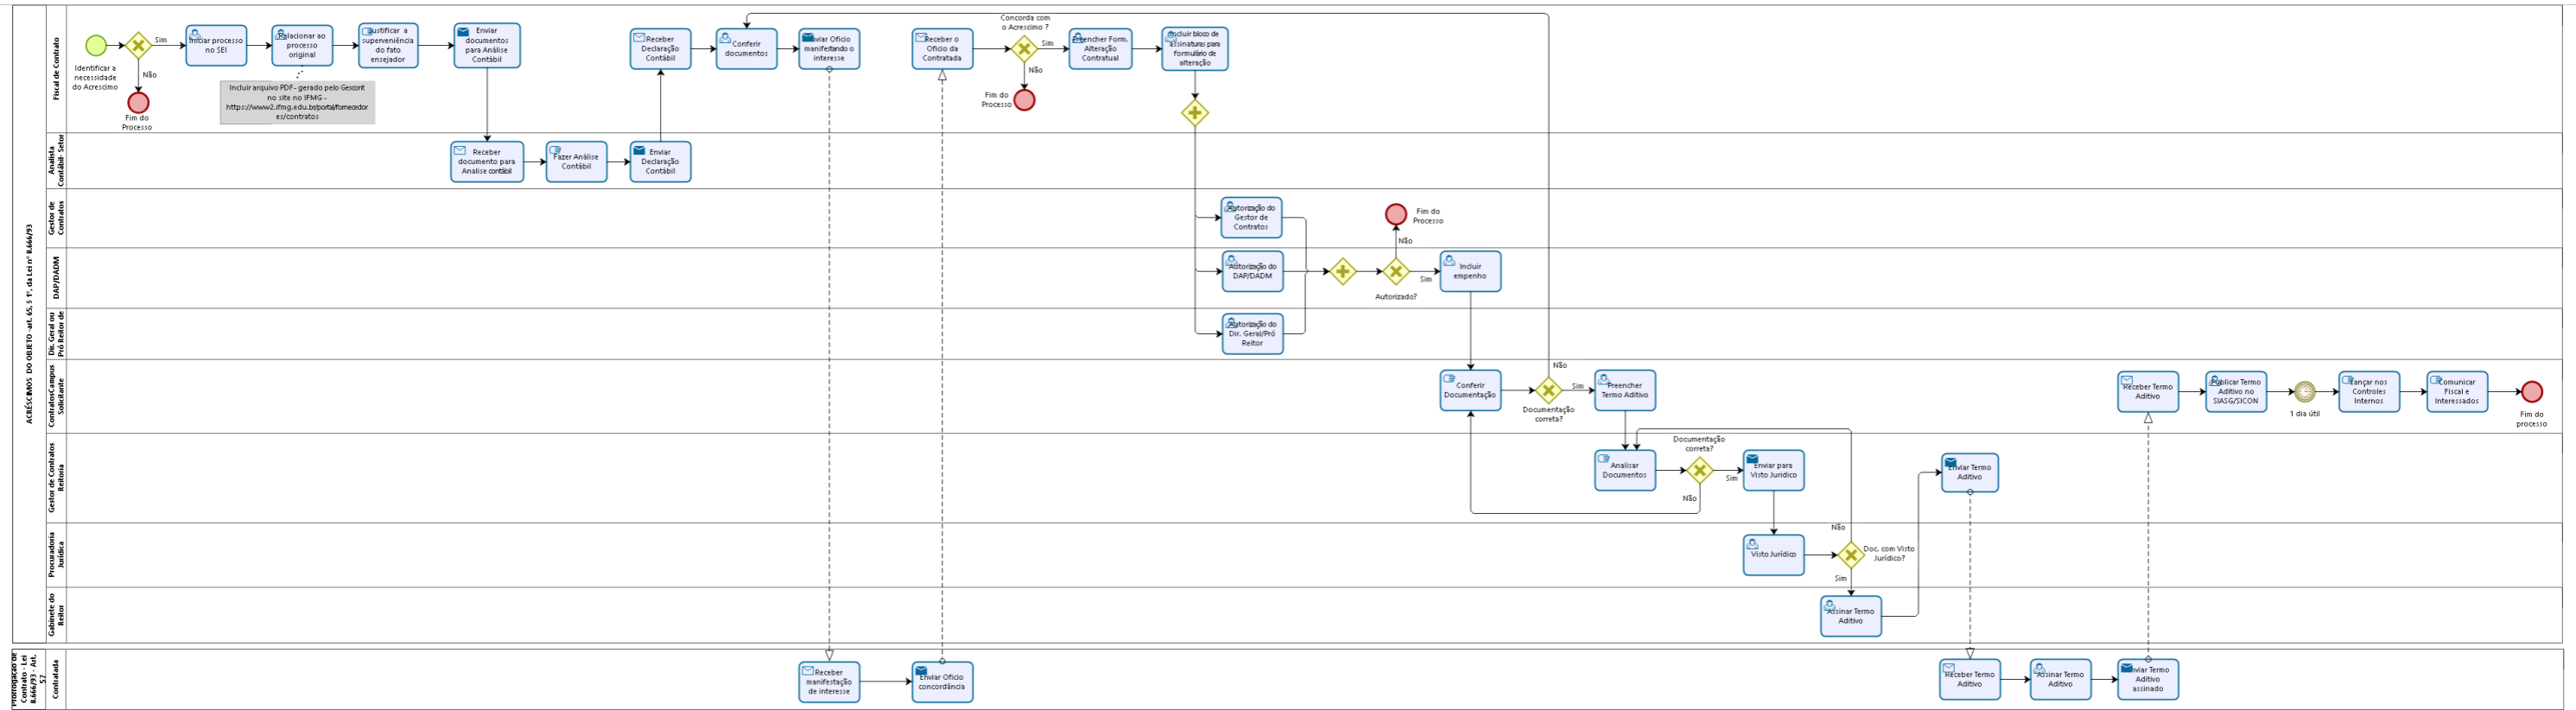 ACRÉSCIMOS DO OBJETO -art. 65, § 1º, da Lei nº 8.666/93
Fiscal de Contrato
Identificar a
necessidade
do Acrescimo
Sim
Não
Fim do
Processo
Iniciar processo
no SEI
Relacionar ao
processo
original
Incluir arquivo PDF- gerado pelo Gescont
no site no IFMG -
https://www2.ifmg.edu.br/portal/fornecedor
es/contratos
Justificar a
superveniência
do fato
ensejador
Enviar
documentos
para Análise
Contábil
Receber
Declaração
Contábil
Conferir
documentos
Enviar Oficio
manifestando o
interesse
Receber o
Oficio da
Contratada
Concorda com
o Acrescimo ?
Sim
Não
Fim do
Processo
Preencher Form.
Alteração
Contratual
Incluir bloco de
assinaturas para
formulário de
alteração
Analista
Contábil- Setor
Receber
documento para
Analise contábil
Fazer Análise
Contábil
Enviar
Declaração
Contábil
Gestor de
Contratos
Autorização do
Gestor de
Contratos
Fim do
Processo
Não
DAP/DADM
Autorização do
DAP/DADM
Autorizado?
Sim
Incluir
empenho
Dir. Geral ou
Pró Reitor de
Autorização do
Dir. Geral/Pró
Reitor
ContratosCampus
Solicitante
Conferir
Documentação
Não
Documentação
correta?
Sim
Preencher
Termo Aditivo
Receber Termo
Aditivo
Publicar Termo
Aditivo no
SIASG/SICON
1 dia útil
Lançar nos
Controles
Internos
Comunicar
Fiscal e
Interessados
Fim do
processo
Gestor de Contratos
Reitoria
Analisar
Documentos
Documentação
correta?
Sim
Não
Enviar para
Visto Jurídico
Enviar Termo
Aditivo
Procuradoria
Jurídica
Visto Jurídico
Não
Doc. com Visto
Jurídico?
Sim
Gabinete do
Reitor
Assinar Termo
Aditivo
Prorrogação de
Contrato - Lei
8.666/93 - Art.
57
Contratada
Receber
manifestação
de interesse
Enviar Oficio
concordância
Receber Termo
Aditivo
Assinar Termo
Aditivo
Enviar Termo
Aditivo
assinado